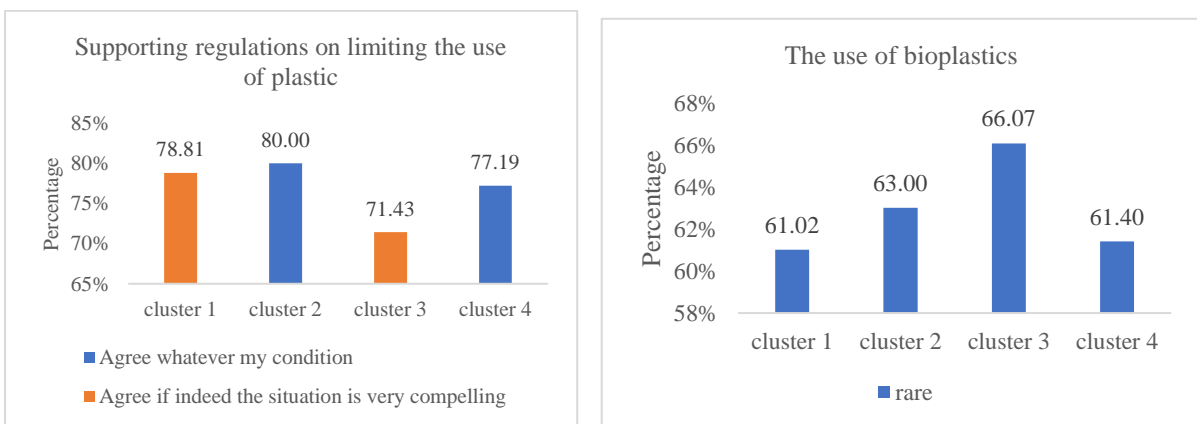 Supporting regulations on limiting the use
of plastic
85%
80%
75%
70%
65%
Percentage
78.81
80.00
71.43
77.19
cluster 1
cluster 2
cluster 3
cluster 4
Agree whatever my condition
Agree if indeed the situation is very compelling
The use of bioplastics
68%
66%
64%
62%
60%
58%
Percentage
61.02
63.00
66.07
61.40
cluster 1
cluster 2
cluster 3
cluster 4
rare